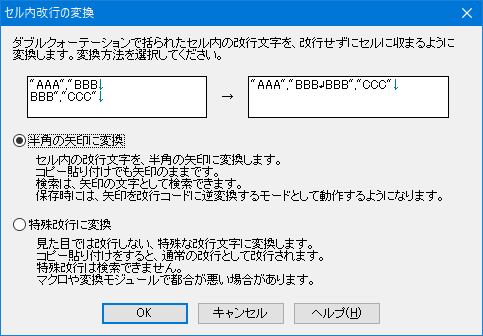 セル内改行の変換
ダブルクォーテーションで括られたセル内の改行文字を、改行せずにセルに収まるように
変換します。変換方法を選択してください。
"AAA","BBB↓
BBB","CCC"↓
→
"AAA","BBB↲BBB","CCC"↓
半角の矢印に変換
セル内の改行文字を、半角の矢印に変換します。
コピー貼り付けでも矢印のままです。
検索は、矢印の文字として検索できます。
保存時には、矢印を改行コードに逆変換するモードとして動作するようになります。
特殊改行に変換
見た目では改行しない、特殊な改行文字に変換します。
コピー貼り付けをすると、通常の改行として改行されます。
特殊改行は検索できません。
マクロや変換モジュールで都合が悪い場合があります。
OK
キャンセル
ヘルプ(H)